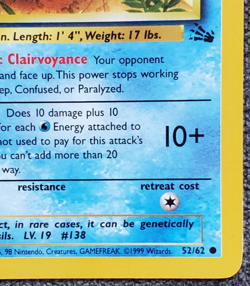 n. Length: 1' 4", Weight: 17 lbs.
: Clairvoyance Your opponent
and face up. This power stops working
ep, Confused, or Paralyzed.
Does 10 damage plus 10
for each Energy attached to
not used to pay for this attack's
u can't add more than 20
way.
10+
resistance retreat cost
ct, in rare cases, it can be genetically
sils. LV. 19 #138
, 98 Nintendo, Creatures, GAMEFREAK. ©1999 Wizards. 52/62